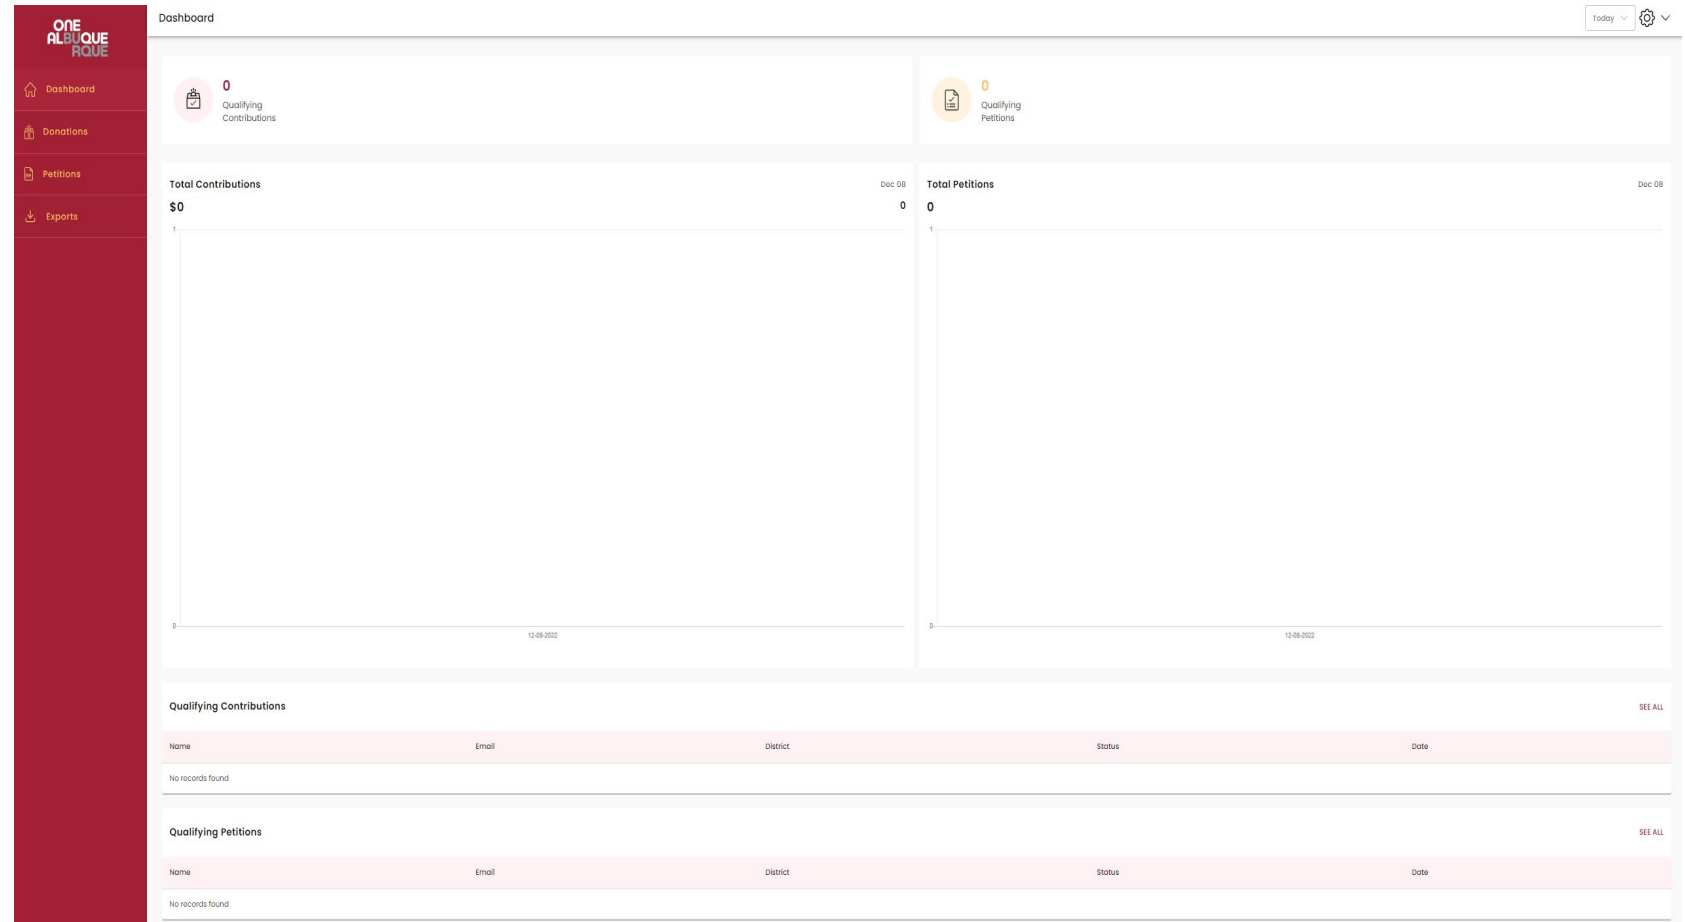 ONE
ALBUQUE
RQUE
Dashboard
Today
Dashboard
Donations
Petitions
Exports
0
Qualifying
Contributions
0
Qualifying
Petitions
Total Contributions
Dec 08
$0
0
1
0
12-08-2022
Total Petitions
Dec 08
0
1
0
12-08-2022
Qualifying Contributions
SEE ALL
Name Email District Status Date
No records found
Qualifying Petitions
SEE ALL
Name Email District Status Date
No records found